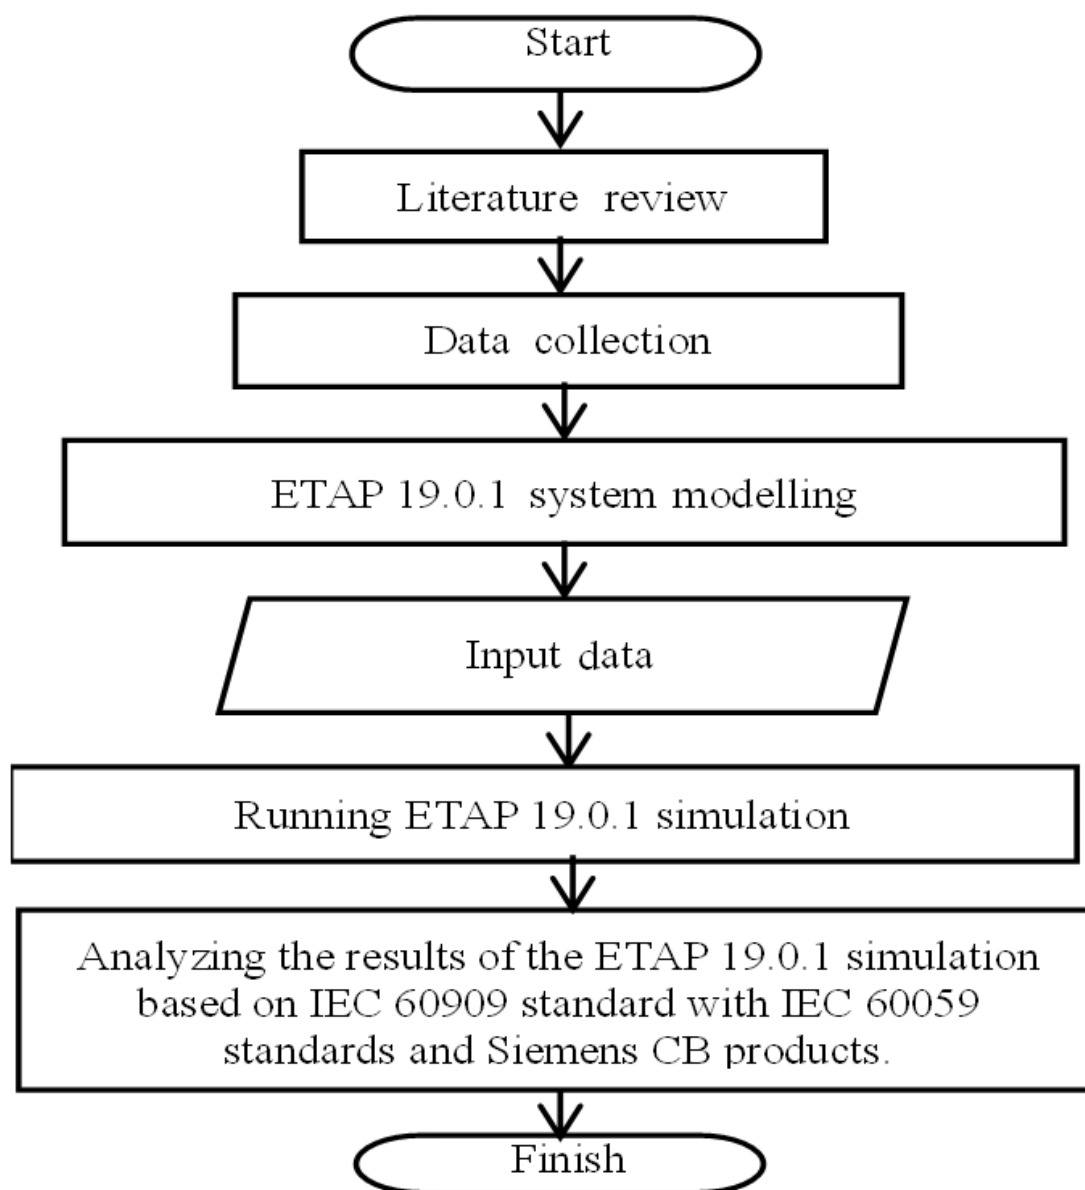 Start
Literature review
Data collection
ETAP 19.0.1 system modelling
Input data
Running ETAP 19.0.1 simulation
Analyzing the results of the ETAP 19.0.1 simulation
based on IEC 60909 standard with IEC 60059
standards and Siemens CB products.
Finish